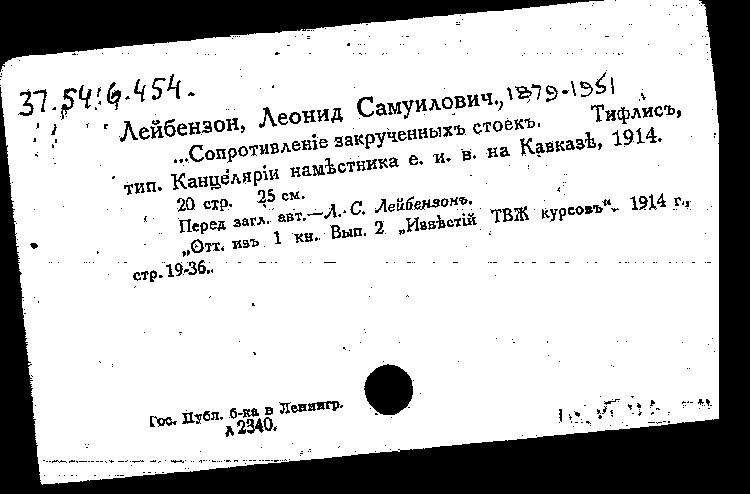 37.54:6.454.
Лейбензон, Леонид Самуилович, 1879-1951
...Сопротивленіе закрученныхъ стоекъ. Тифлисъ,
тип. Канцеляріи намѣстника е. и. в. на Кавказѣ, 1914.
20 стр. 25 см.
Перед загл. авт.—Л. С. Лейбензонъ.
„Отт. изъ 1 кн. Вып. 2 „Извѣстій ТВЖ курсовъ“. 1914 г.,
стр. 19-36.
Гос. Публ. б-ка в Ленингр.
Л 2340.